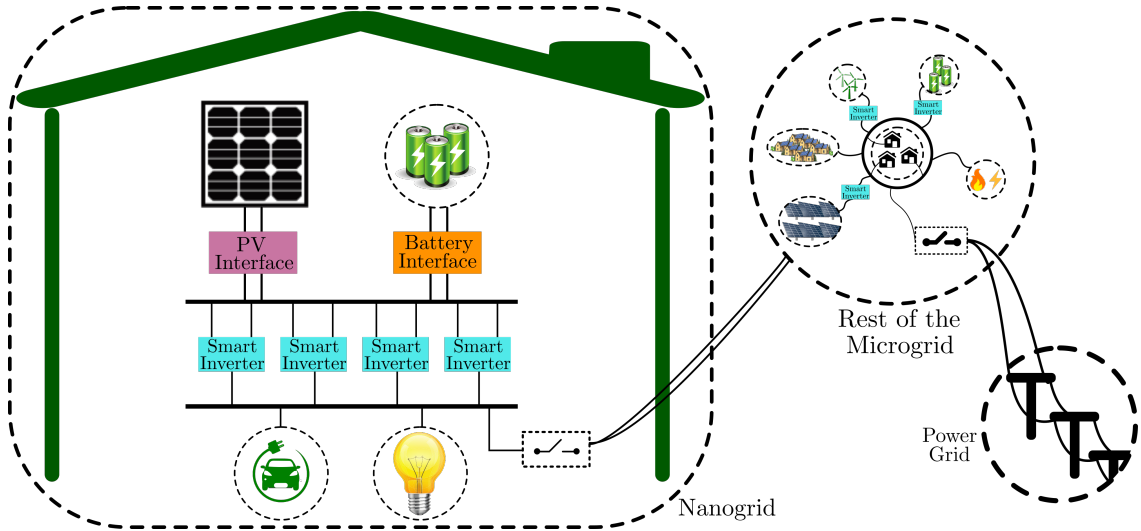 PV
Interface
Battery
Interface
Smart
Inverter
Smart
Inverter
Smart
Inverter
Smart
Inverter
Nanogrid
Smart
Inverter
Smart
Inverter
Smart
Inverter
Rest of the
Microgrid
Power
Grid